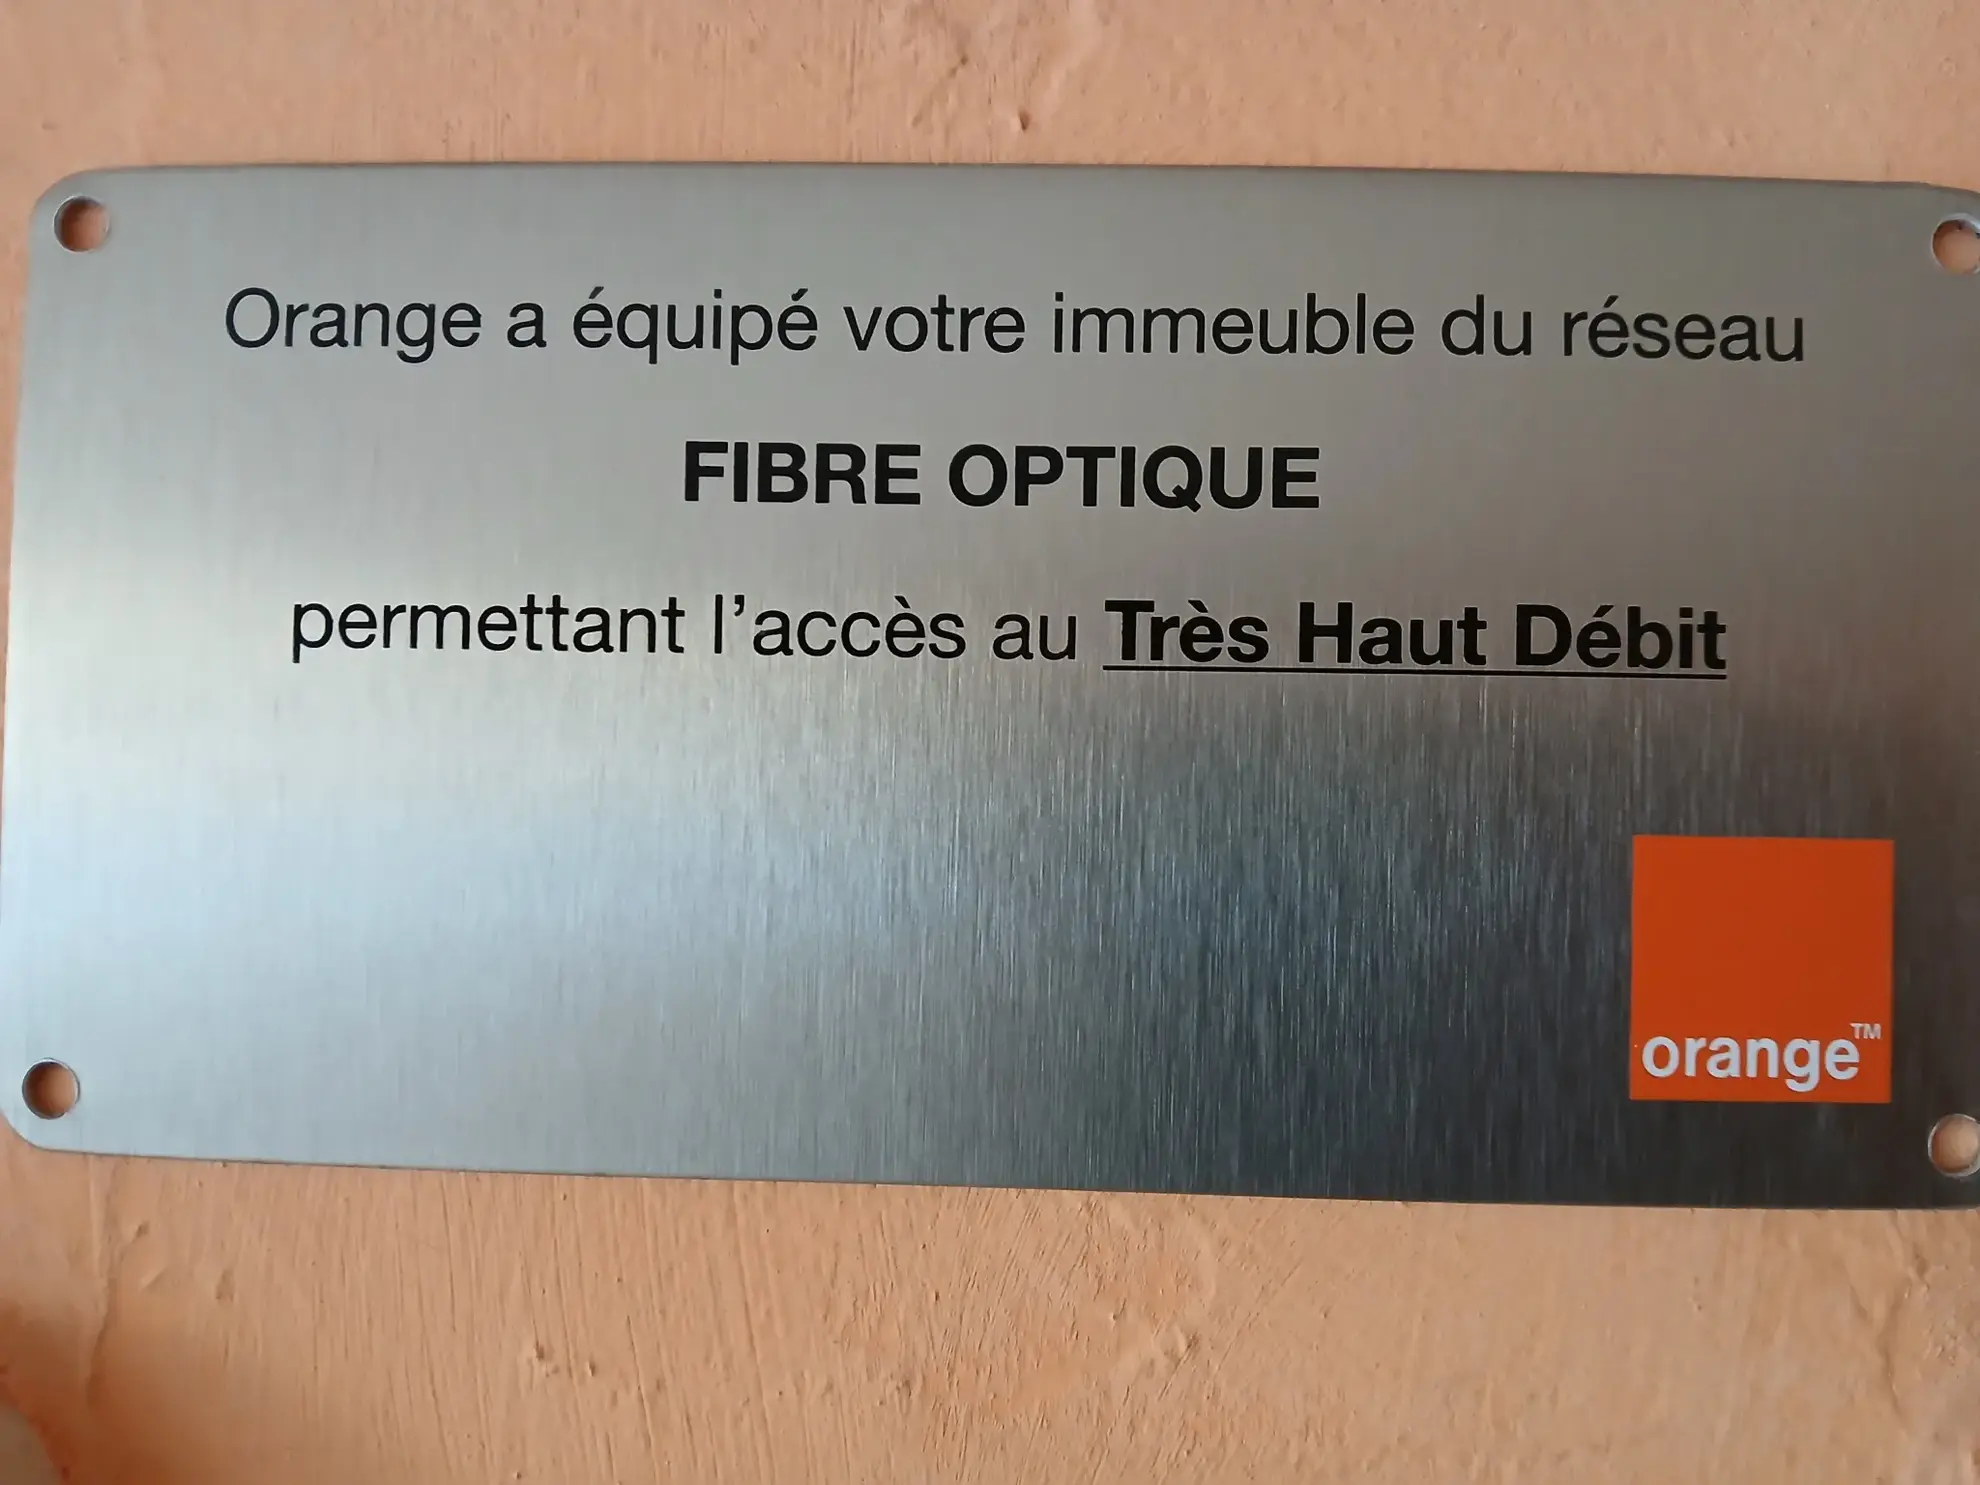 Orange a équipé votre immeuble du réseau
FIBRE OPTIQUE
permettant l’accès au Très Haut Débit
orange™